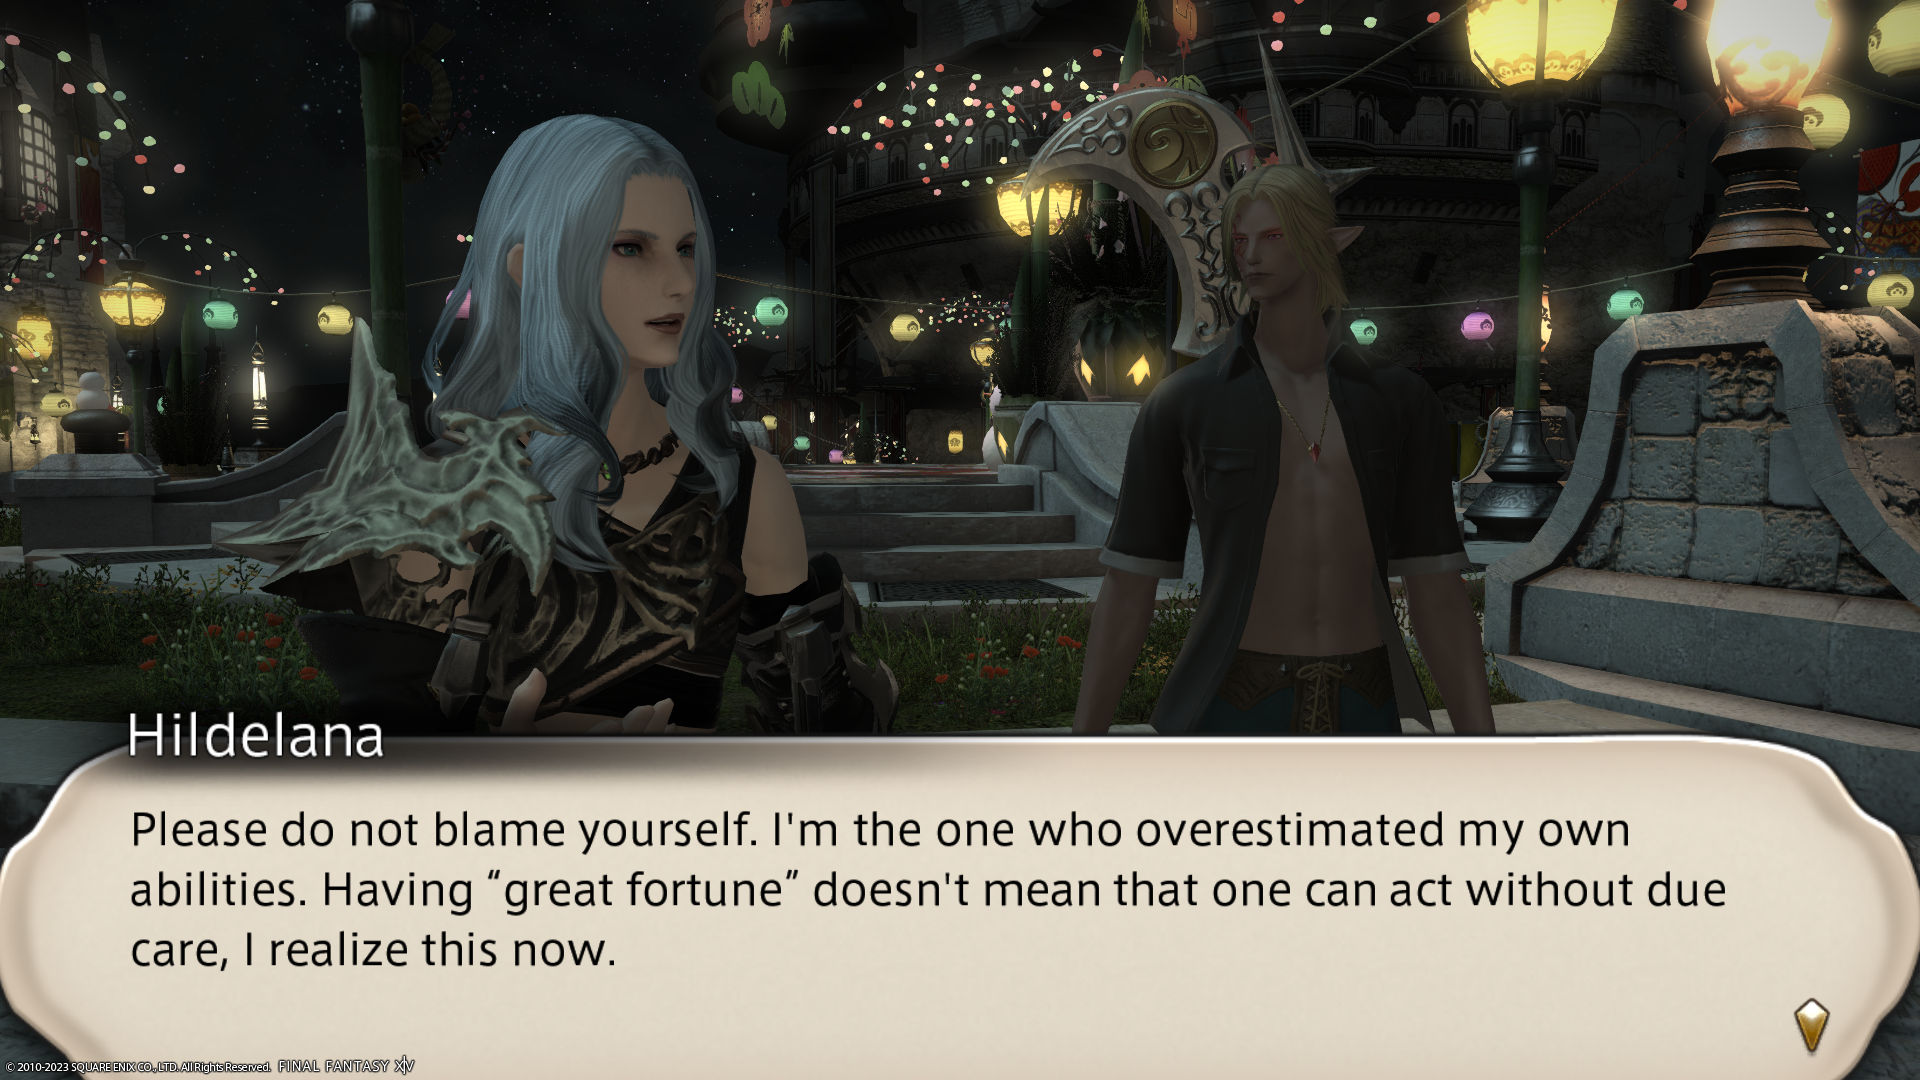 Hildelana
Please do not blame yourself. I'm the one who overestimated my own
abilities. Having “great fortune” doesn't mean that one can act without due
care, I realize this now.
© 2010-2023 SQUARE ENIX CO., LTD. All Rights Reserved. FINAL FANTASY XIV